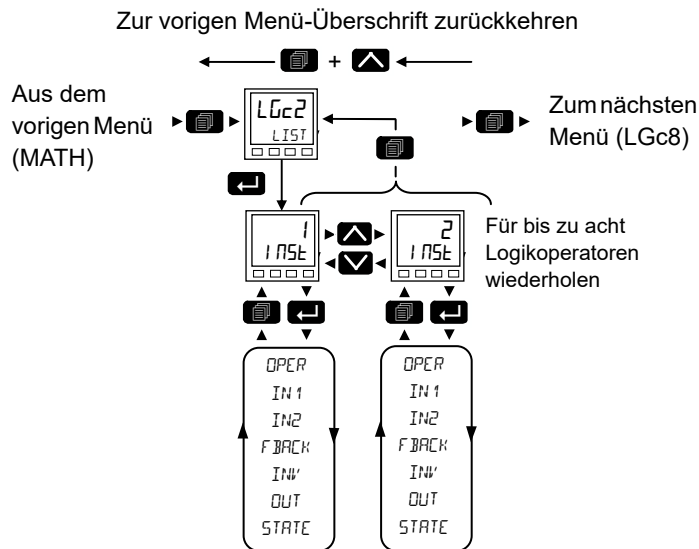 Zur vorigen Menü-Überschrift zurückkehren
+
Aus dem
vorigen Menü
(MATH)
LGc2
LIST
Zum nächsten
Menü (LGc8)
1
INSt
2
INSt
Für bis zu acht
Logikoperatoren
wiederholen
OPER
IN1
IN2
FBACK
INV
OUT
STATE
OPER
IN1
IN2
FBACK
INV
OUT
STATE